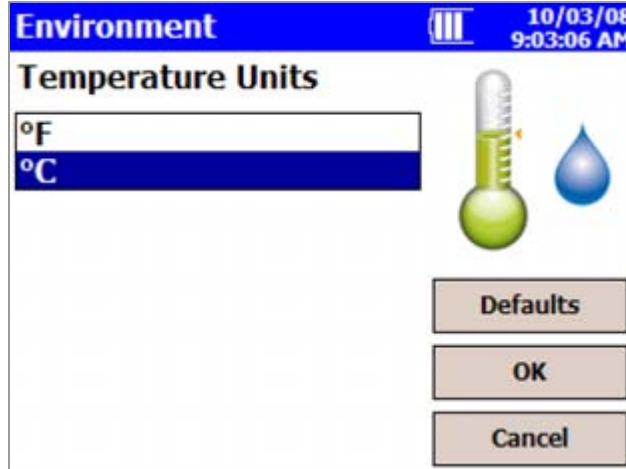 Environment
10/03/08
9:03:06 AM
Temperature Units
°F
°C
Defaults
OK
Cancel